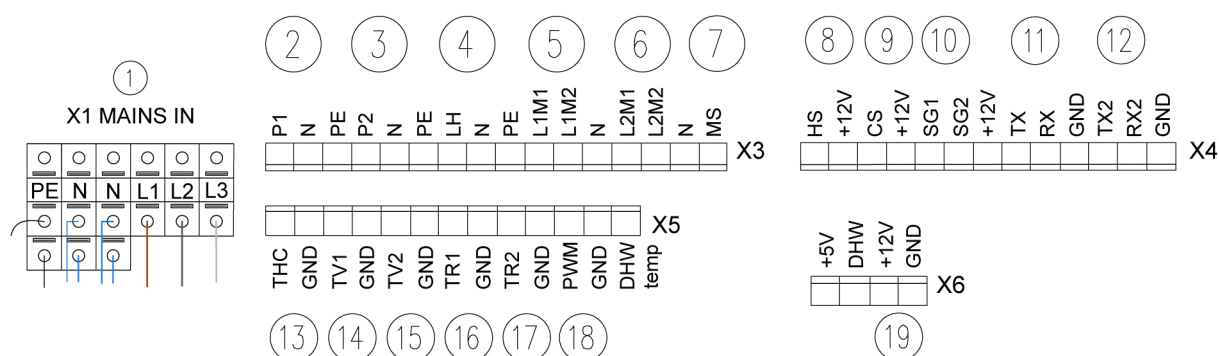 1
X1 MAINS IN
PE N N L1 L2 L3
2 3 4 5 6 7
P1 N PE P2 N PE LH N PE L1M1 L1M2 N L2M1 L2M2 N MS
X3
8 9 10 11 12
HS +12V CS +12V SG1 SG2 +12V TX RX GND TX2 RX2 GND
X4
X5
THC GND TV1 GND TV2 GND TR1 GND TR2 GND PWM GND DHW temp
13 14 15 16 17 18
+5V DHW +12V GND
X6
19